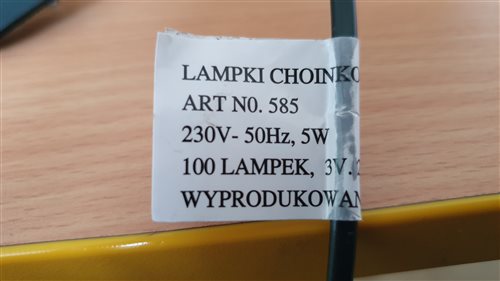 LAMPKI CHOINKO
ART N0. 585
230V- 50Hz, 5W
100 LAMPEK, 3V.
WYPRODUKOWAN